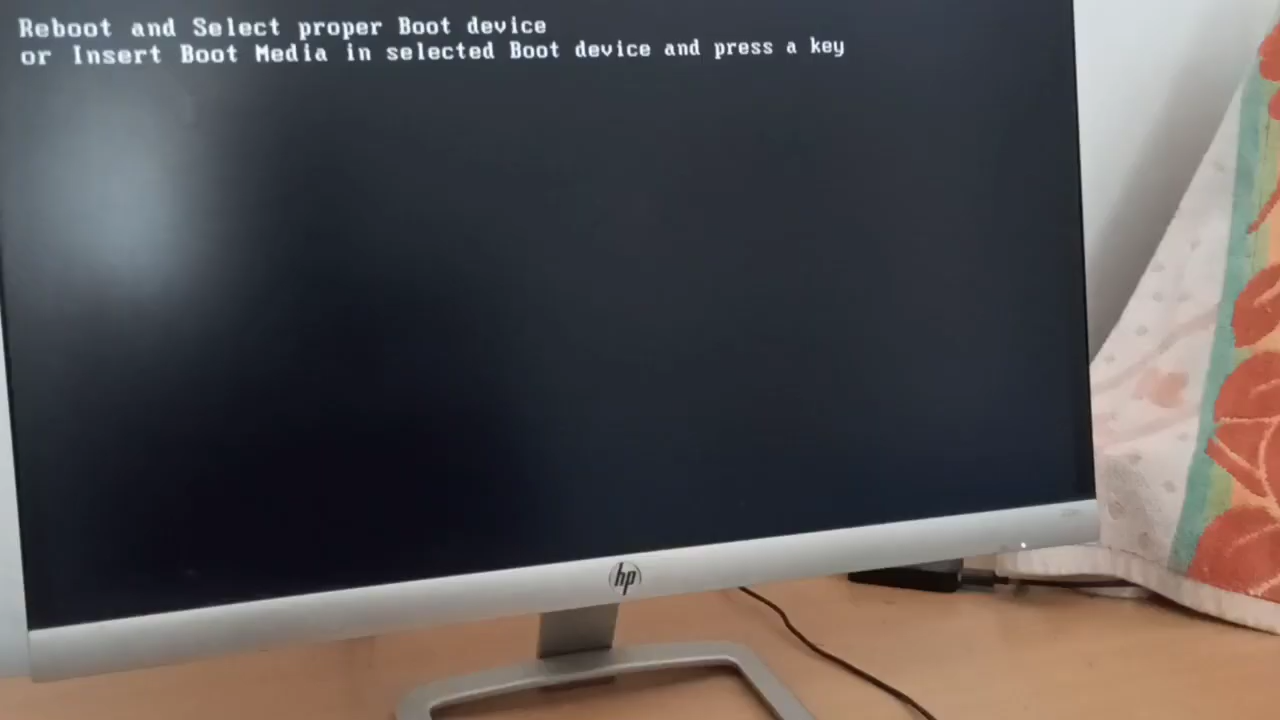 Reboot and Select proper Boot device
or Insert Boot Media in selected Boot device and press a key
hp